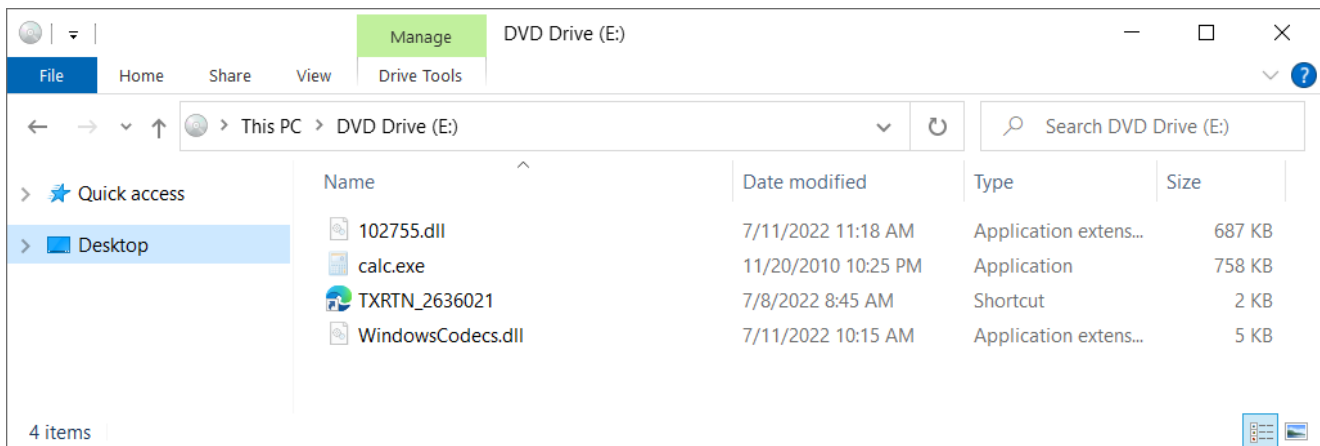 Manage DVD Drive (E:)
File Home Share View Drive Tools ?
This PC > DVD Drive (E:) Search DVD Drive (E:)
Quick access
Desktop
Name Date modified Type Size
102755.dll 7/11/2022 11:18 AM Application extens... 687 KB
calc.exe 11/20/2010 10:25 PM Application 758 KB
TXRTN_2636021 7/8/2022 8:45 AM Shortcut 2 KB
WindowsCodecs.dll 7/11/2022 10:15 AM Application extens... 5 KB
4 items